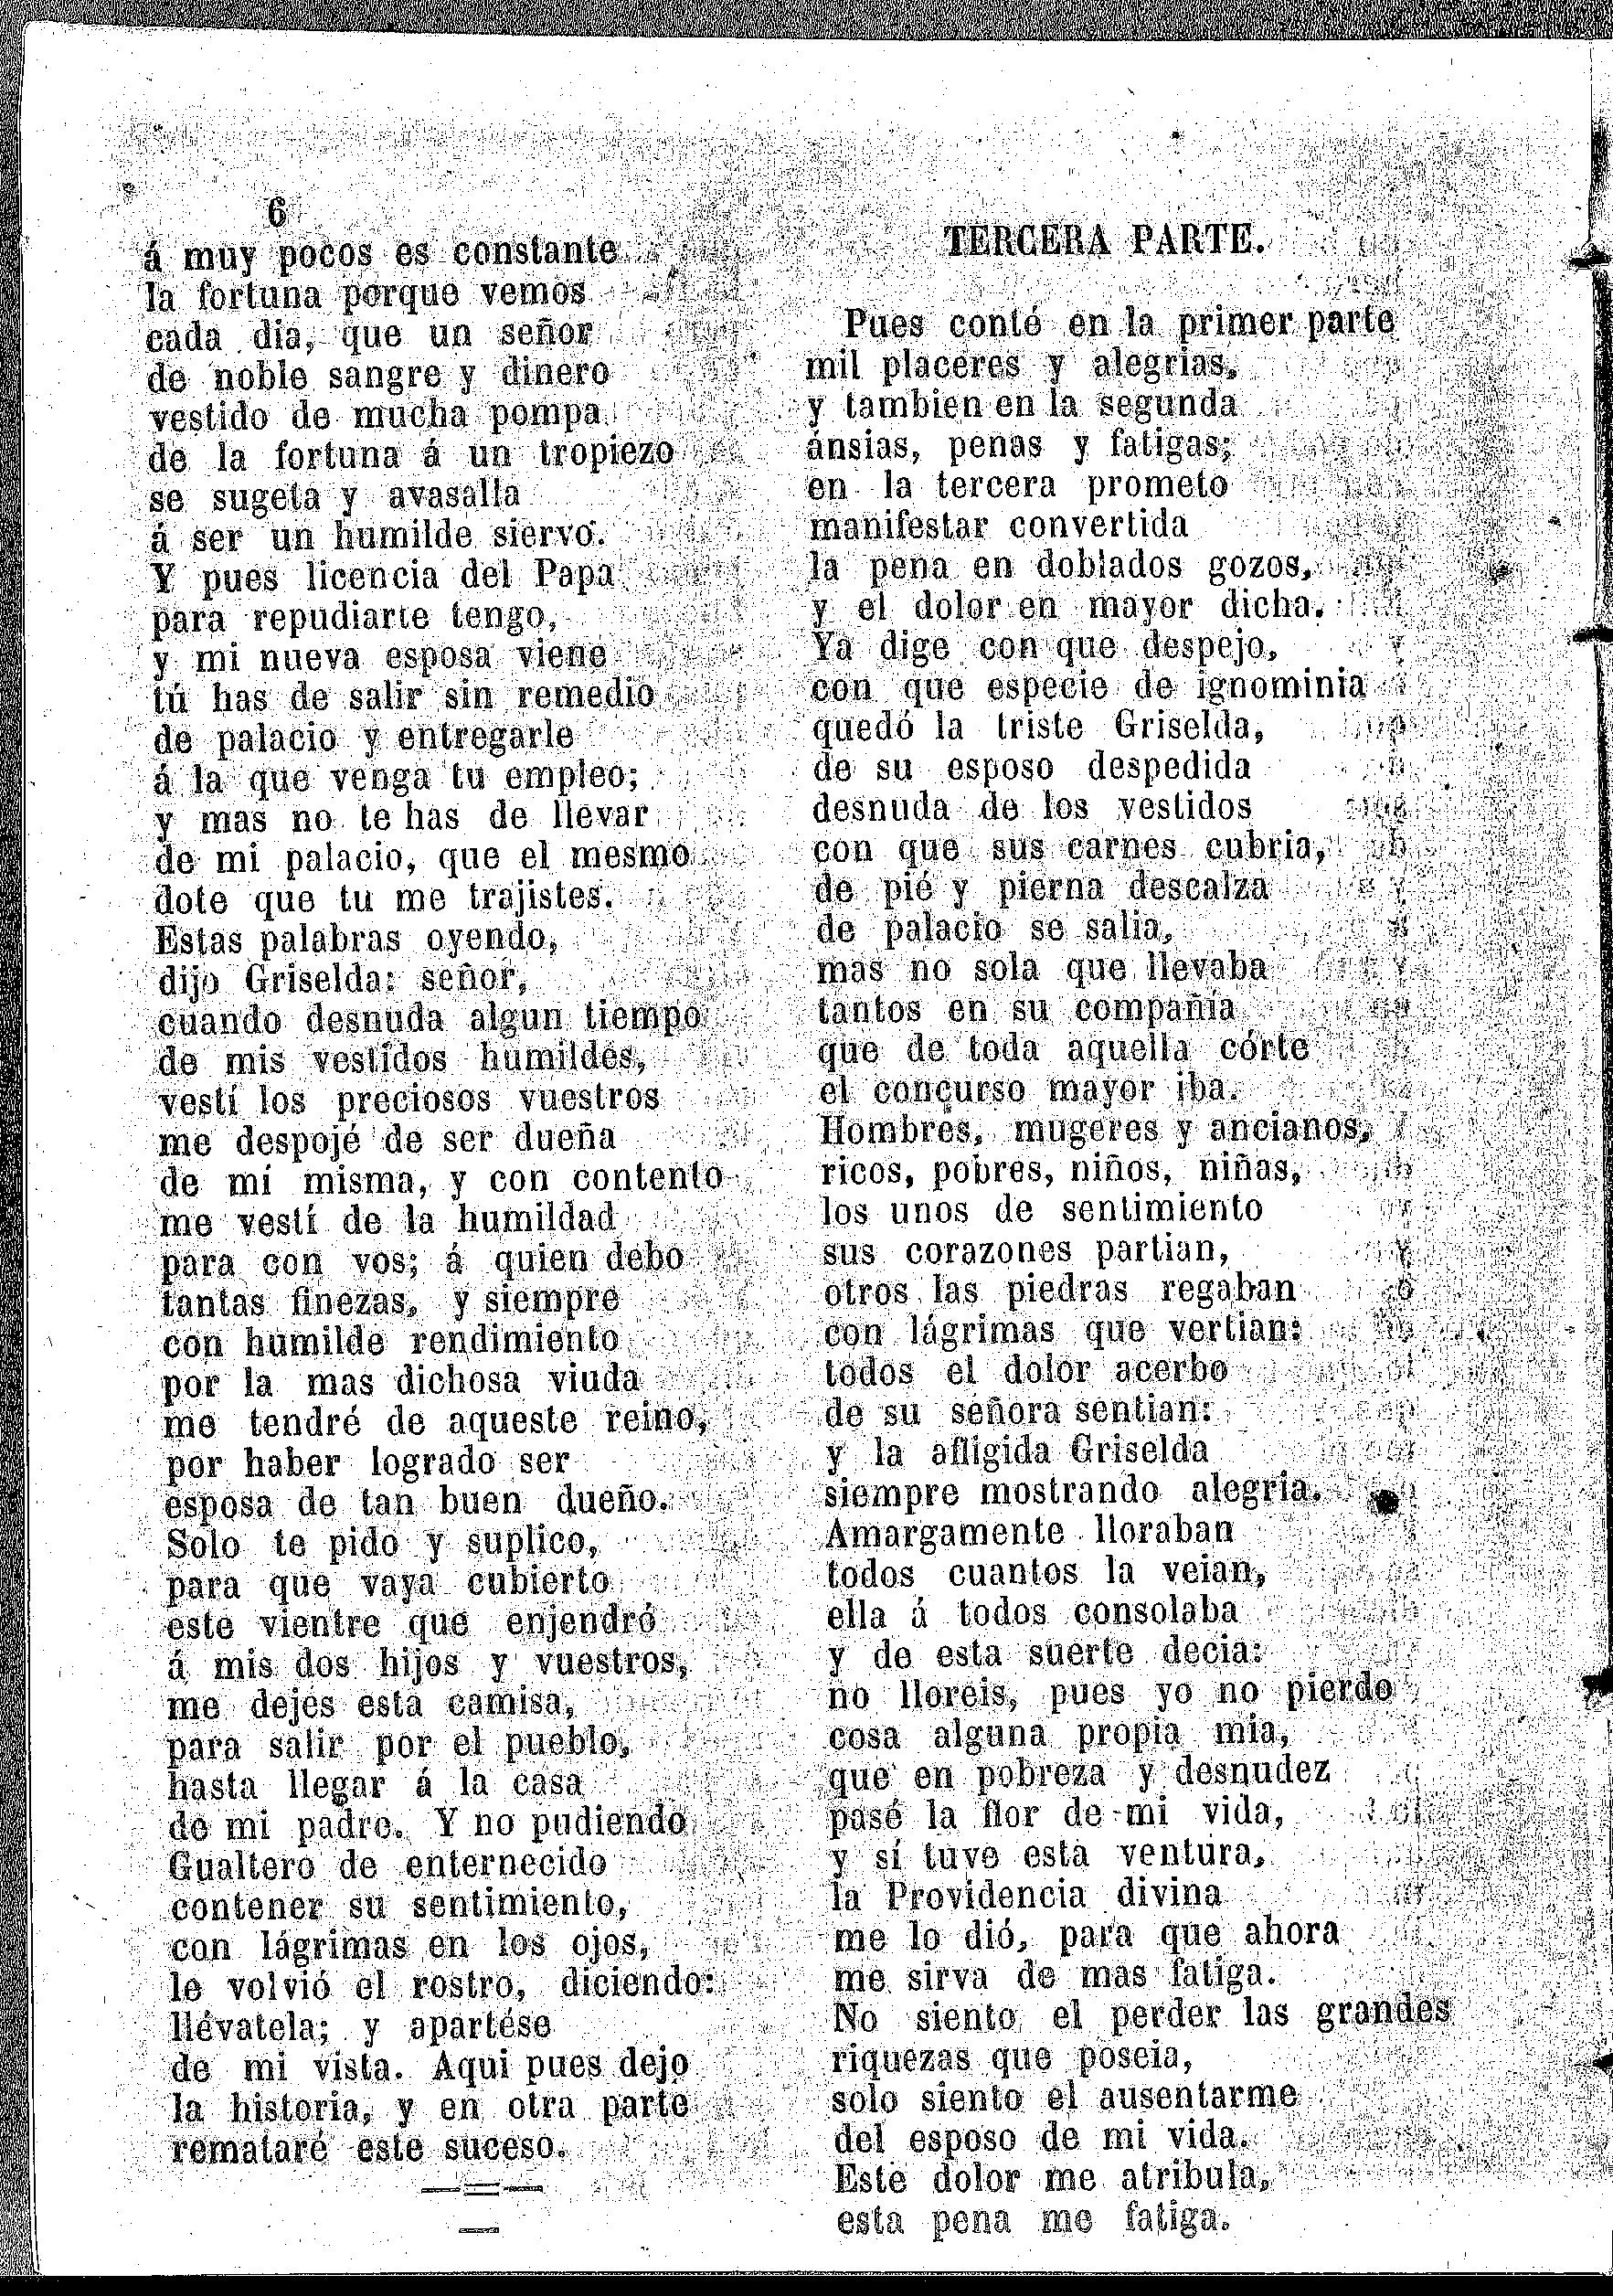 6
á muy pocos es constante
la fortuna porque vemos
cada dia, que un señor
de noble sangre y dinero
vestido de mucha pompa
de la fortuna á un tropiezo
se sugeta y avasalla
á ser un humilde siervo.
Y pues licencia del Papa
para repudiarte tengo,
y mi nueva esposa viene
tú has de salir sin remedio
de palacio y entregarle
á la que venga tu empleo;
y mas no te has de llevar
de mi palacio, que el mesmo
dote que tu me trajistes.
Estas palabras oyendo,
dijo Griselda: señor,
cuando desnuda algun tiempo
de mis vestidos humildes,
vestí los preciosos vuestros
me despojé de ser dueña
de mí misma, y con contento
me vestí de la humildad
para con vos; á quien debo
tantas finezas, y siempre
con humilde rendimiento
por la mas dichosa viuda
me tendré de aqueste reino,
por haber logrado ser
esposa de tan buen dueño.
Solo te pido y suplico,
para que vaya cubierto
este vientre que enjendró
á mis dos hijos y vuestros,
me dejes esta camisa,
para salir por el pueblo,
hasta llegar á la casa
de mi padre. Y no pudiendo
Gualtero de enternecido
contener su sentimiento,
con lágrimas en los ojos,
le volvió el rostro, diciendo:
llévatela; y apartése
de mi vista. Aqui pues dejo
la historia, y en otra parte
remataré este suceso.
TERCERA PARTE.
Pues conté en la primer parte
mil placeres y alegrias,
y tambien en la segunda
ánsias, penas y fatigas;
en la tercera prometo
manifestar convertida
la pena en doblados gozos,
y el dolor en mayor dicha.
Ya dige con que despejo,
con que especie de ignominia
quedó la triste Griselda,
de su esposo despedida
desnuda de los vestidos
con que sus carnes cubria,
de pié y pierna descalza
de palacio se salia,
mas no sola que llevaba
tantos en su compañía
que de toda aquella córte
el concurso mayor iba.
Hombres, mugeres y ancianos,
ricos, pobres, niños, niñas,
los unos de sentimiento
sus corazones partian,
otros las piedras regaban
con lágrimas que vertian:
todos el dolor acerbo
de su señora sentian:
y la afligida Griselda
siempre mostrando alegria.
Amargamente lloraban
todos cuantos la veian,
ella á todos consolaba
y de esta suerte decia:
no lloreis, pues yo no pierdo
cosa alguna propia mia,
que en pobreza y desnudez
pasé la flor de mi vida,
y sí tuve esta ventura,
la Providencia divina
me lo dió, para que ahora
me sirva de mas fatiga.
No siento el perder las grandes
riquezas que poseia,
solo siento el ausentarme
del esposo de mi vida.
Este dolor me atribula,
esta pena me fatiga.